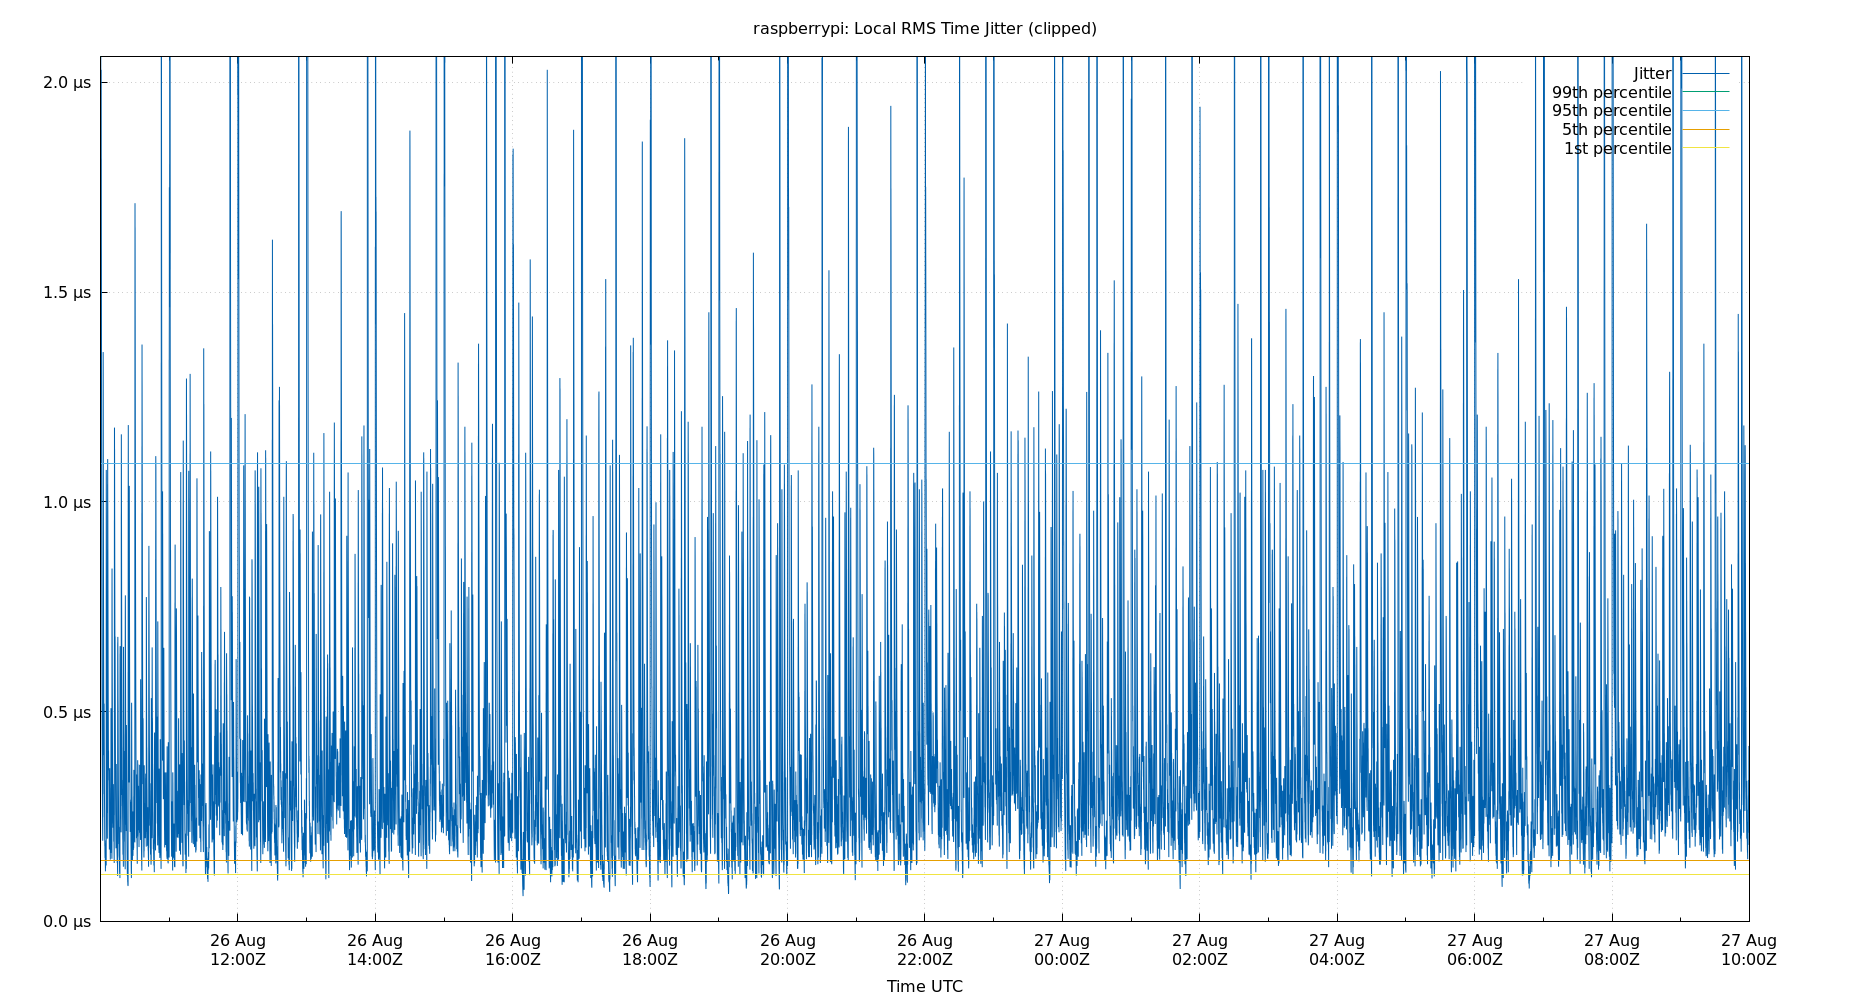 raspberrypi: Local RMS Time Jitter (clipped)
2.0 µs
1.5 µs
1.0 µs
0.5 µs
0.0 µs
Jitter
99th percentile
95th percentile
5th percentile
1st percentile
26 Aug
12:00Z
26 Aug
14:00Z
26 Aug
16:00Z
26 Aug
18:00Z
26 Aug
20:00Z
26 Aug
22:00Z
27 Aug
00:00Z
27 Aug
02:00Z
27 Aug
04:00Z
27 Aug
06:00Z
27 Aug
08:00Z
27 Aug
10:00Z
Time UTC